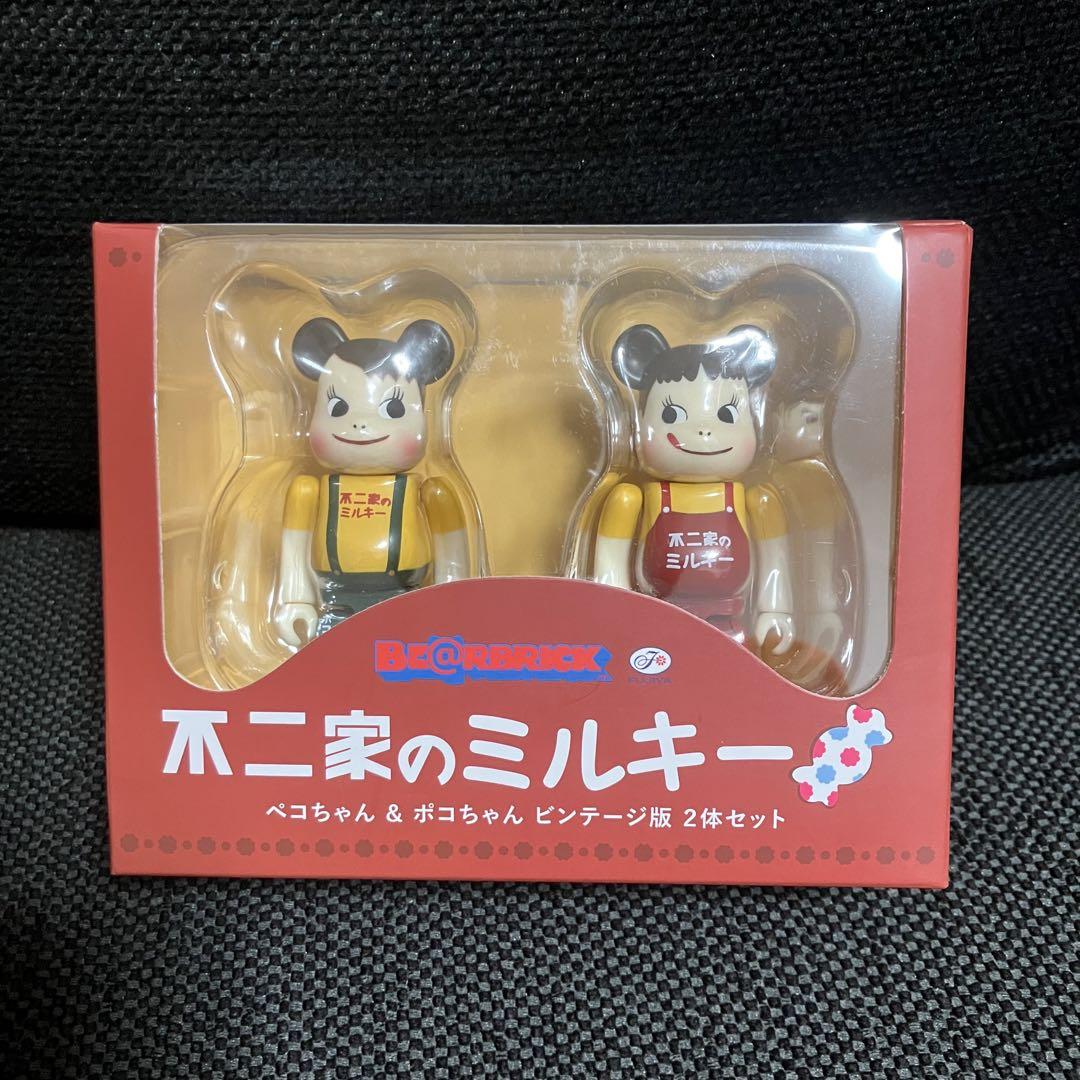 不二家の
ミルキー
不二家の
ミルキー
BE@RBRICK
FUJIYA
不二家のミルキー
ペコちゃん & ポコちゃん ビンテージ版 2体セット